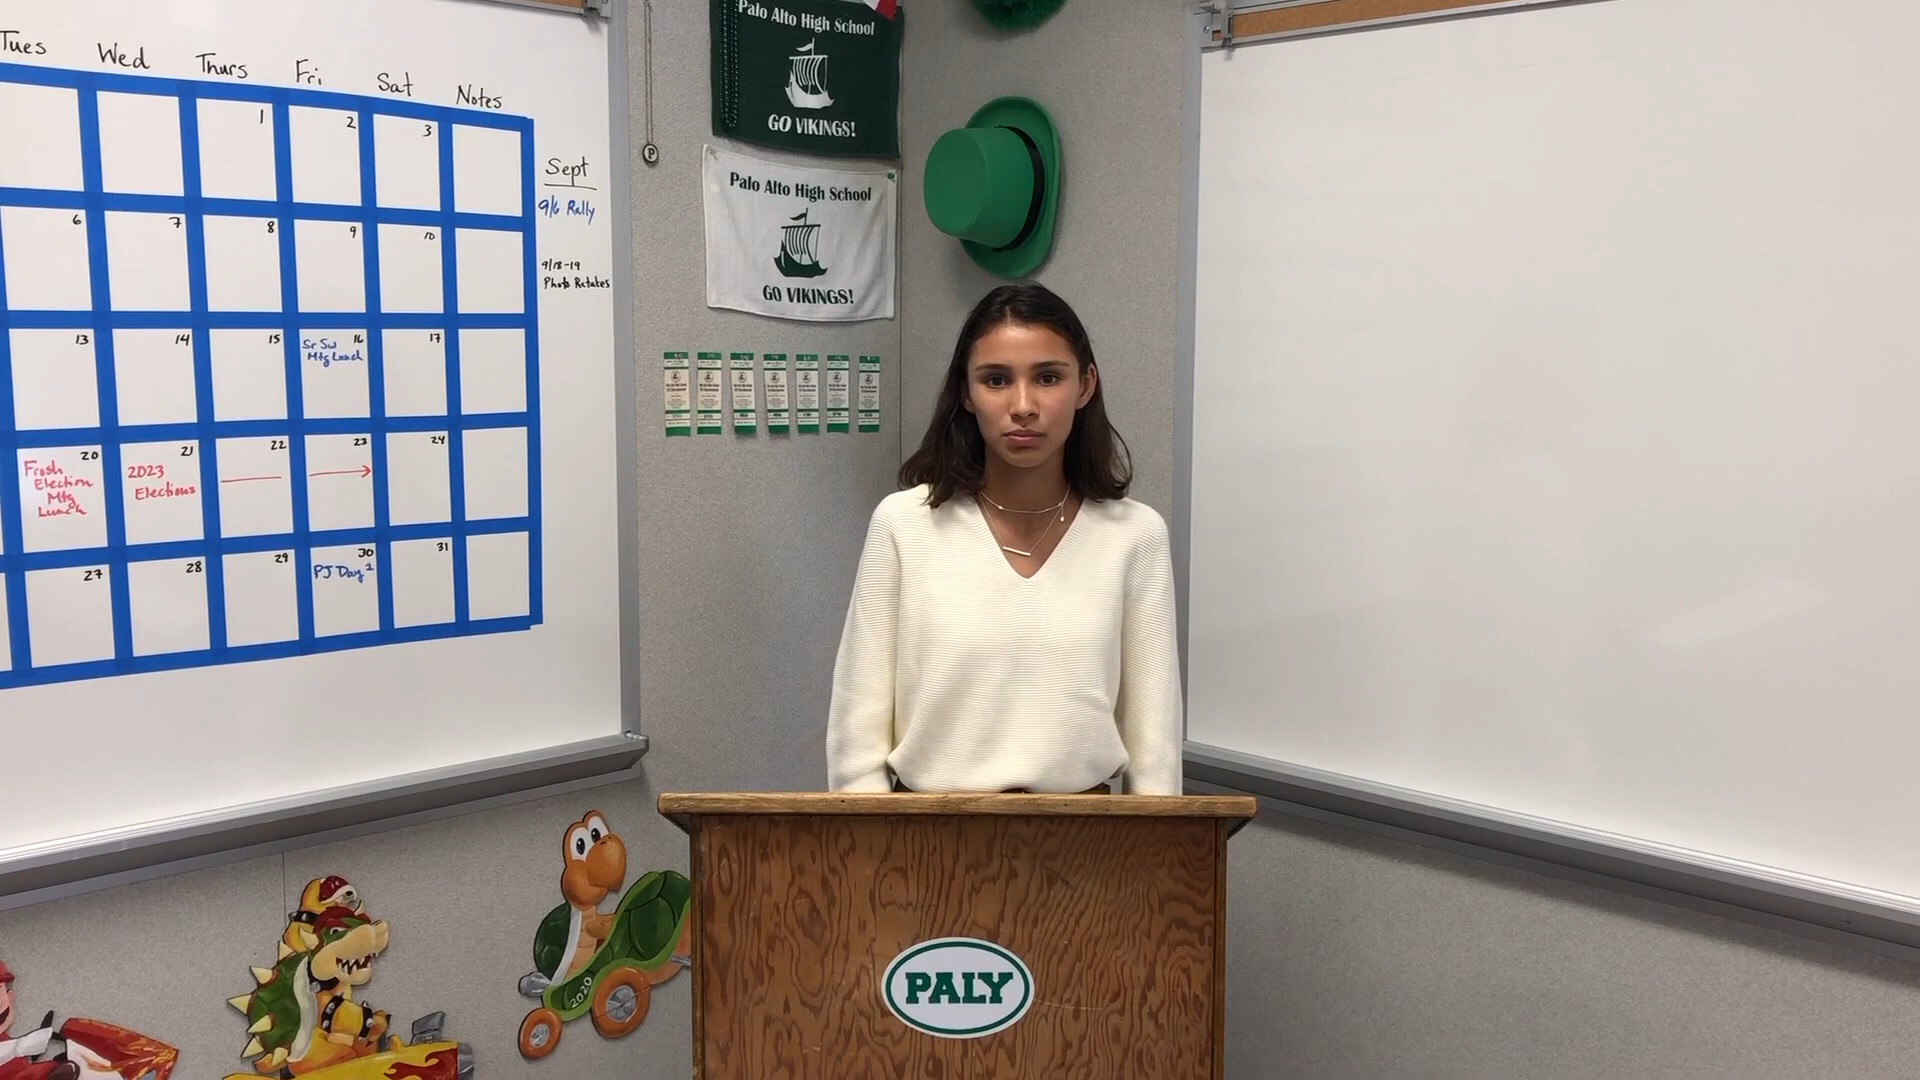 Tues Wed Thurs Fri Sat Notes
1 2 3
6 7 8 9 10
13 14 15 16 17
Sr Sw
Mtg Lunch
20 21 22 23 24
Frosh
Election
Mtg
Lunch
2023
Elections
27 28 29 30 31
PJ Day
Sept
9/6 Rally
9/18-19
Photo Retakes
P
Palo Alto High School
GO VIKINGS!
Palo Alto High School
GO VIKINGS!
2020
PALY